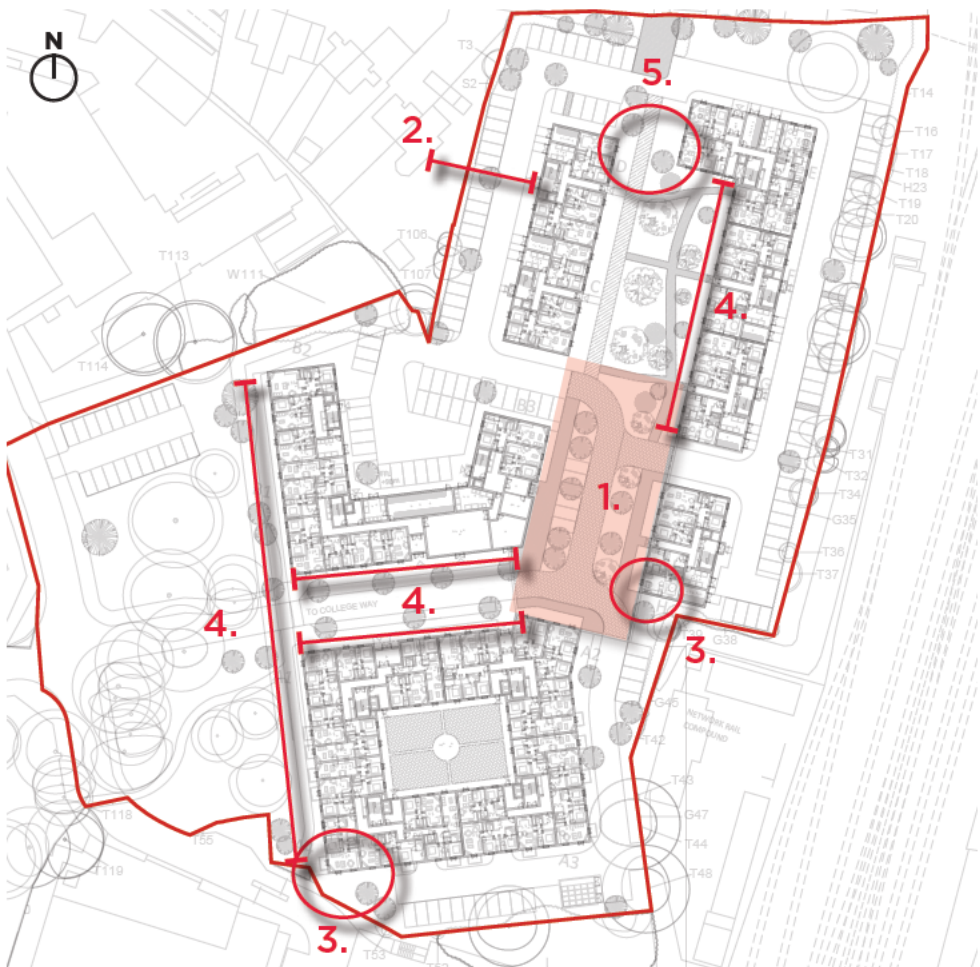 N
T3
S2
5.
2.
T14
T16
T17
T18
H23
T19
T20
D
E
T106
T113
T107
W111
C
4.
T114
B2
B3
T31
T32
1.
G35
T34
T36
T37
4.
TO COLLEGE WAY
4.
3.
G38
A2
G45
T42
NETWORK RAIL
COMPOUND
T43
G47
T44
T118
T55
A3
T48
T119
3.
T53